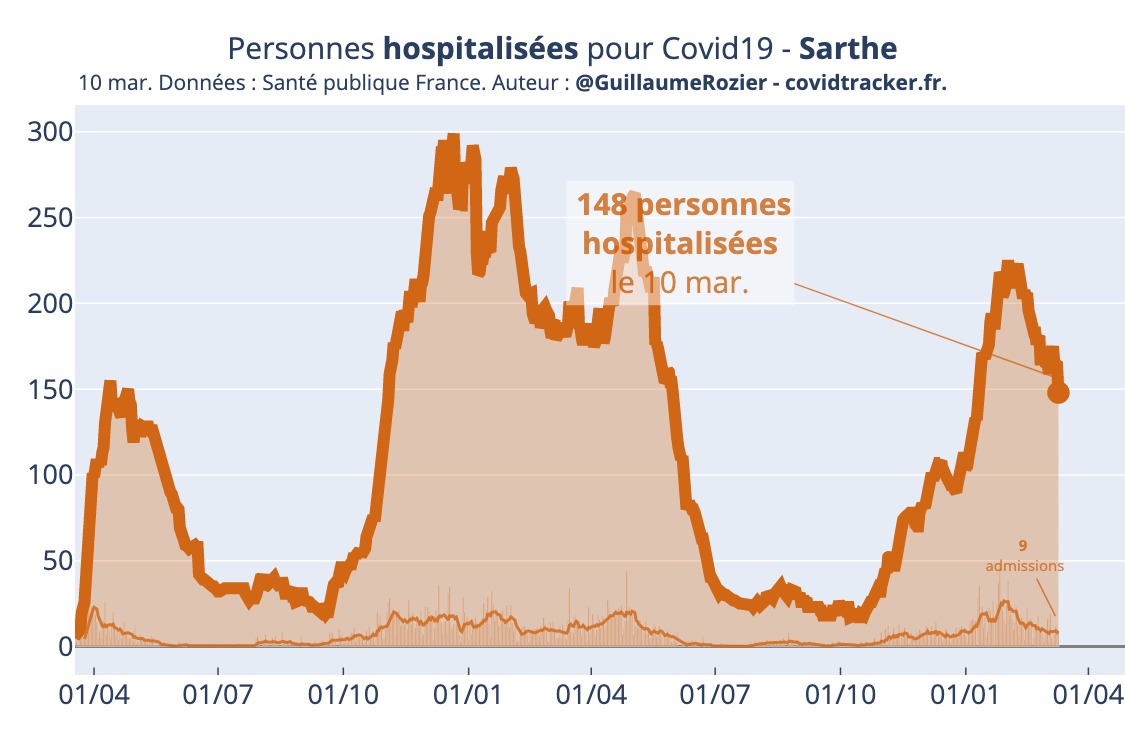 Personnes hospitalisées pour Covid19 - Sarthe
10 mar. Données : Santé publique France. Auteur : @GuillaumeRozier - covidtracker.fr.
300
250
200
150
100
50
0
148 personnes
hospitalisées
le 10 mar.
9
admissions
01/04 01/07 01/10 01/01 01/04 01/07 01/10 01/01 01/04